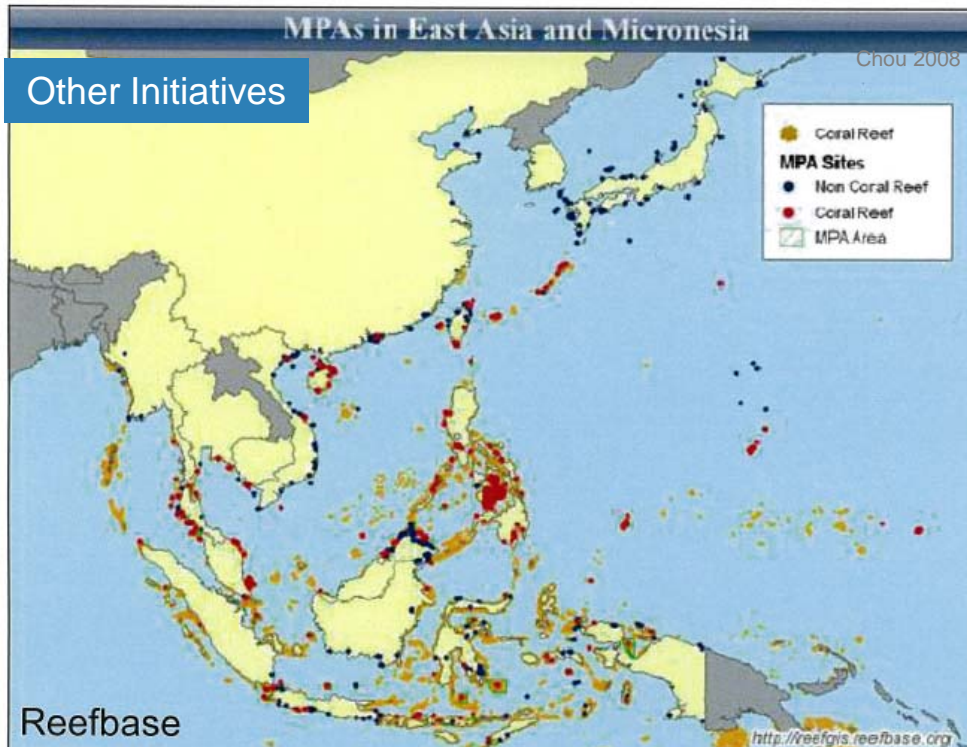 MPAs in East Asia and Micronesia
Chou 2008
Other Initiatives
Coral Reef
MPA Sites
Non Coral Reef
Coral Reef
MPA Area
Reefbase
http://reefgis.reefbase.org